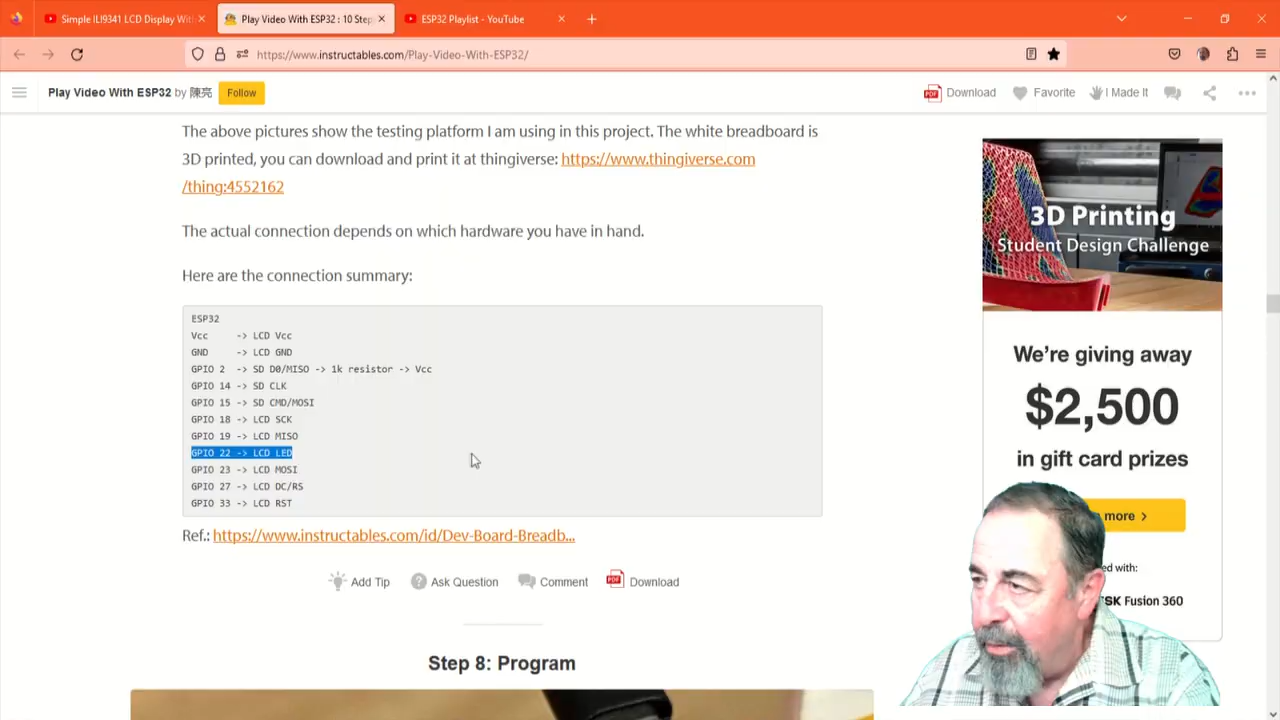 Simple ILI9341 LCD Display Wit
Play Video With ESP32 : 10 Step
ESP32 Playlist - YouTube
https://www.instructables.com/Play-Video-With-ESP32/
Play Video With ESP32 by 陳亮
Follow
Download
Favorite
I Made It
The above pictures show the testing platform I am using in this project. The white breadboard is
3D printed, you can download and print it at thingiverse: https://www.thingiverse.com
/thing:4552162
The actual connection depends on which hardware you have in hand.
Here are the connection summary:
ESP32
Vcc -> LCD Vcc
GND -> LCD GND
GPIO 2 -> SD D0/MISO -> 1k resistor -> Vcc
GPIO 14 -> SD CLK
GPIO 15 -> SD CMD/MOSI
GPIO 18 -> LCD SCK
GPIO 19 -> LCD MISO
GPIO 22 -> LCD LED
GPIO 23 -> LCD MOSI
GPIO 27 -> LCD DC/RS
GPIO 33 -> LCD RST
Ref.: https://www.instructables.com/id/Dev-Board-Breadb...
Add Tip
Ask Question
Comment
PDF
Download
Step 8: Program
3D Printing
Student Design Challenge
We're giving away
$2,500
in gift card prizes
more
ed with:
SK Fusion 360